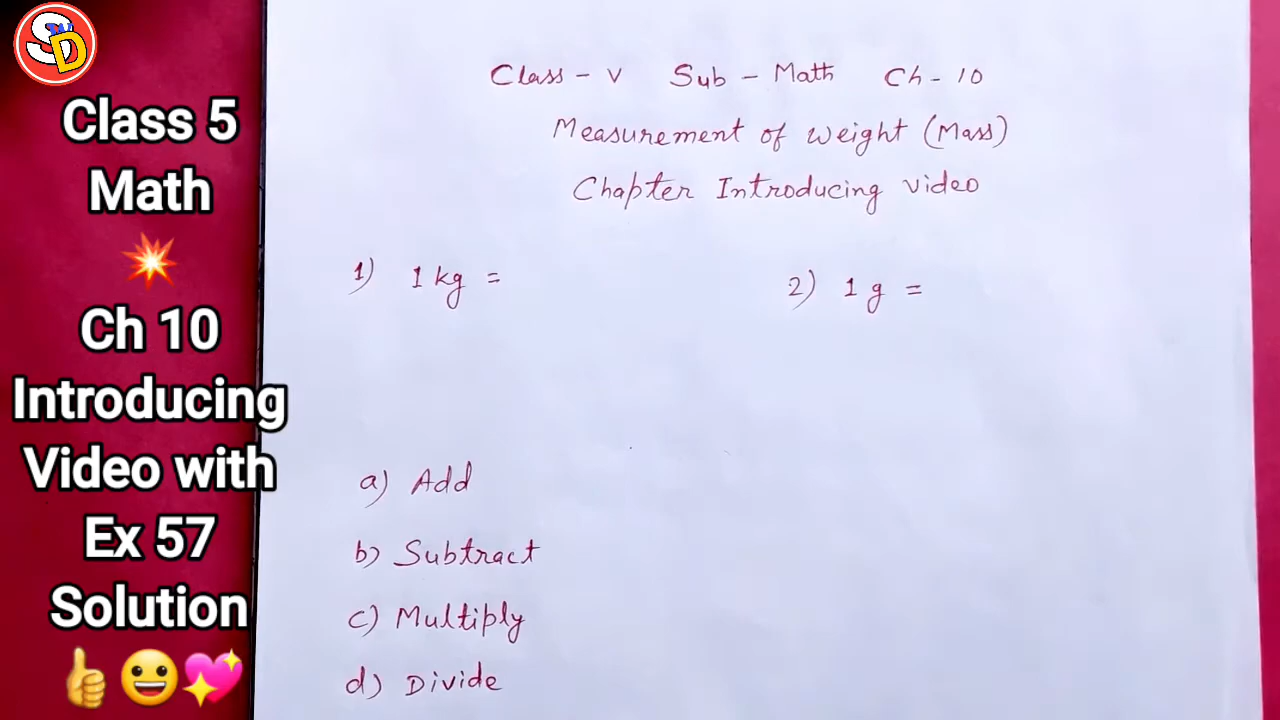 SD
Class 5
Math
💥
Ch 10
Introducing
Video with
Ex 57
Solution
👍😀💖
Class - V Sub - Math Ch - 10
Measurement of weight (Mass)
Chapter Introducing video
1) 1 kg =
2) 1 g =
a) Add
b) Subtract
c) Multiply
d) Divide